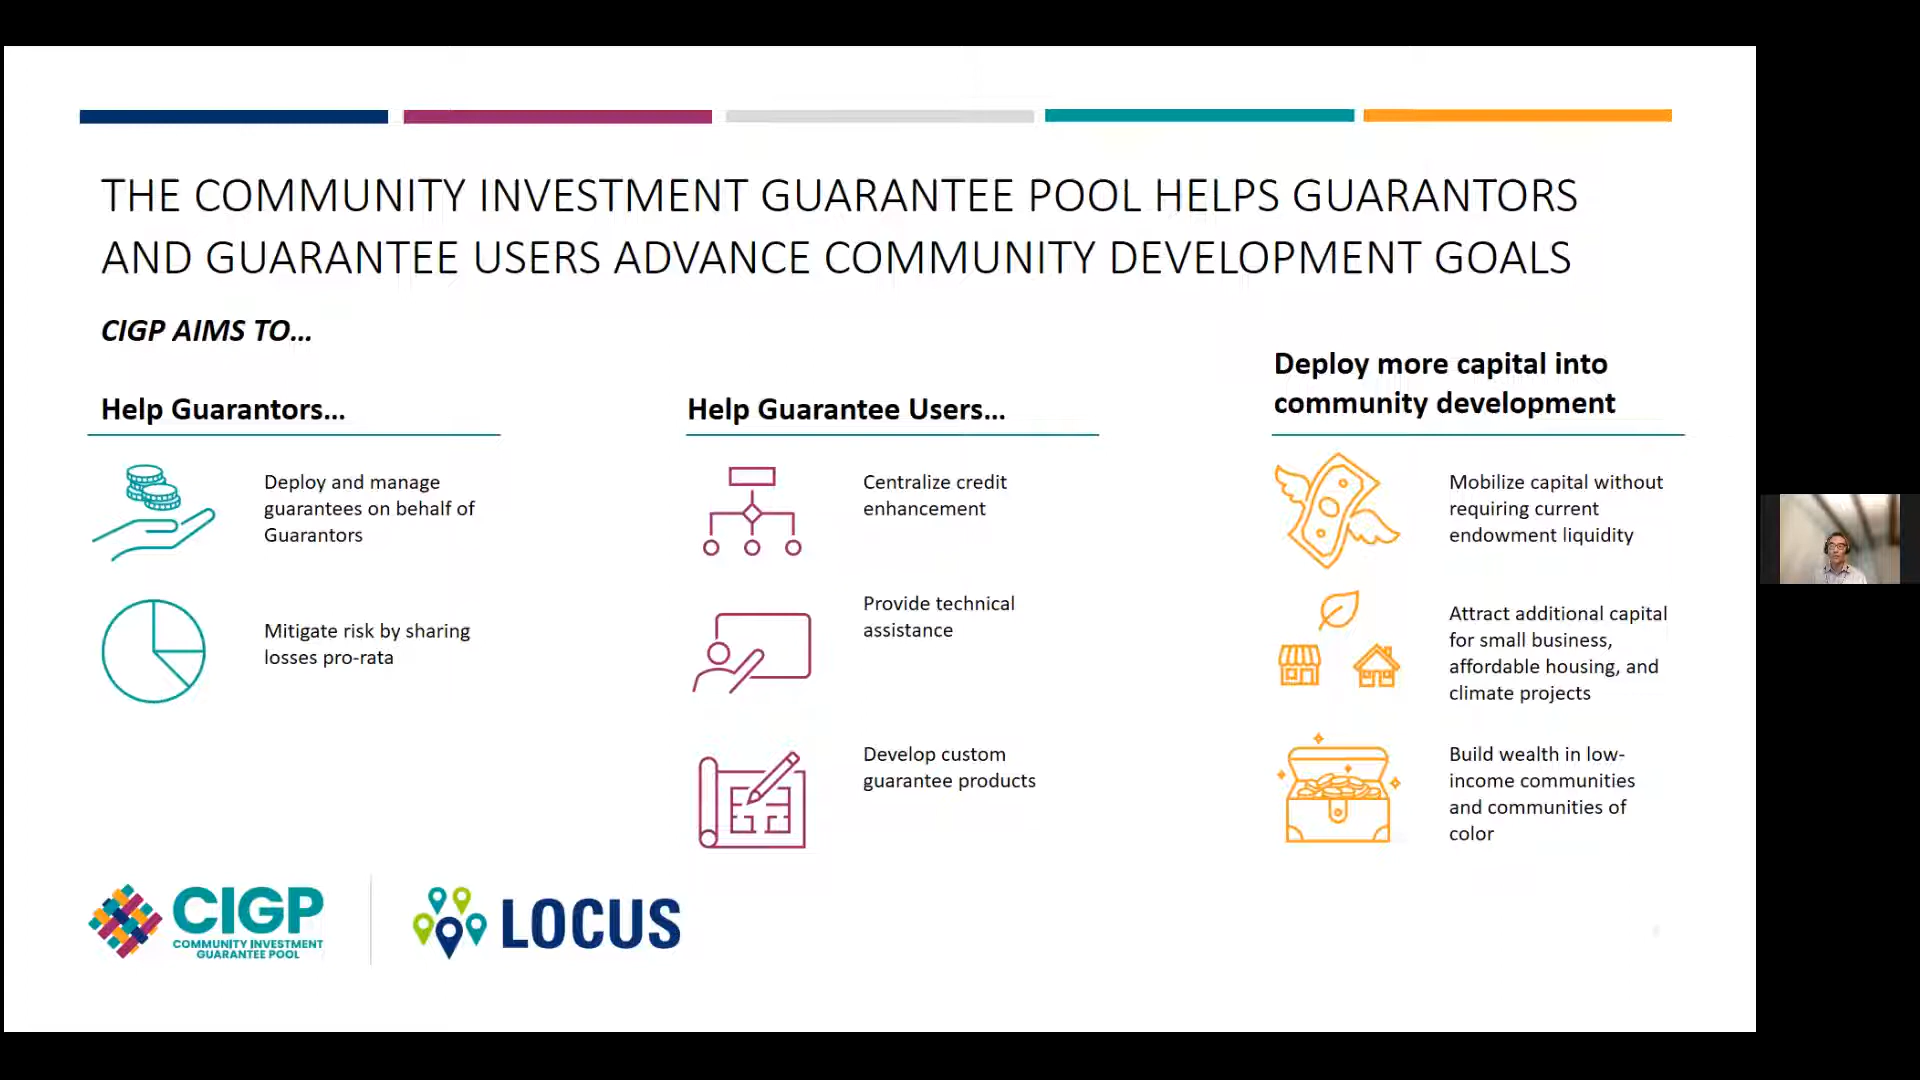 THE COMMUNITY INVESTMENT GUARANTEE POOL HELPS GUARANTORS
AND GUARANTEE USERS ADVANCE COMMUNITY DEVELOPMENT GOALS
CIGP AIMS TO...
Help Guarantors...
Deploy and manage
guarantees on behalf of
Guarantors
Mitigate risk by sharing
losses pro-rata
Help Guarantee Users...
Centralize credit
enhancement
Provide technical
assistance
Develop custom
guarantee products
Deploy more capital into
community development
Mobilize capital without
requiring current
endowment liquidity
Attract additional capital
for small business,
affordable housing, and
climate projects
Build wealth in low-
income communities
and communities of
color
CIGP
COMMUNITY INVESTMENT
GUARANTEE POOL
LOCUS